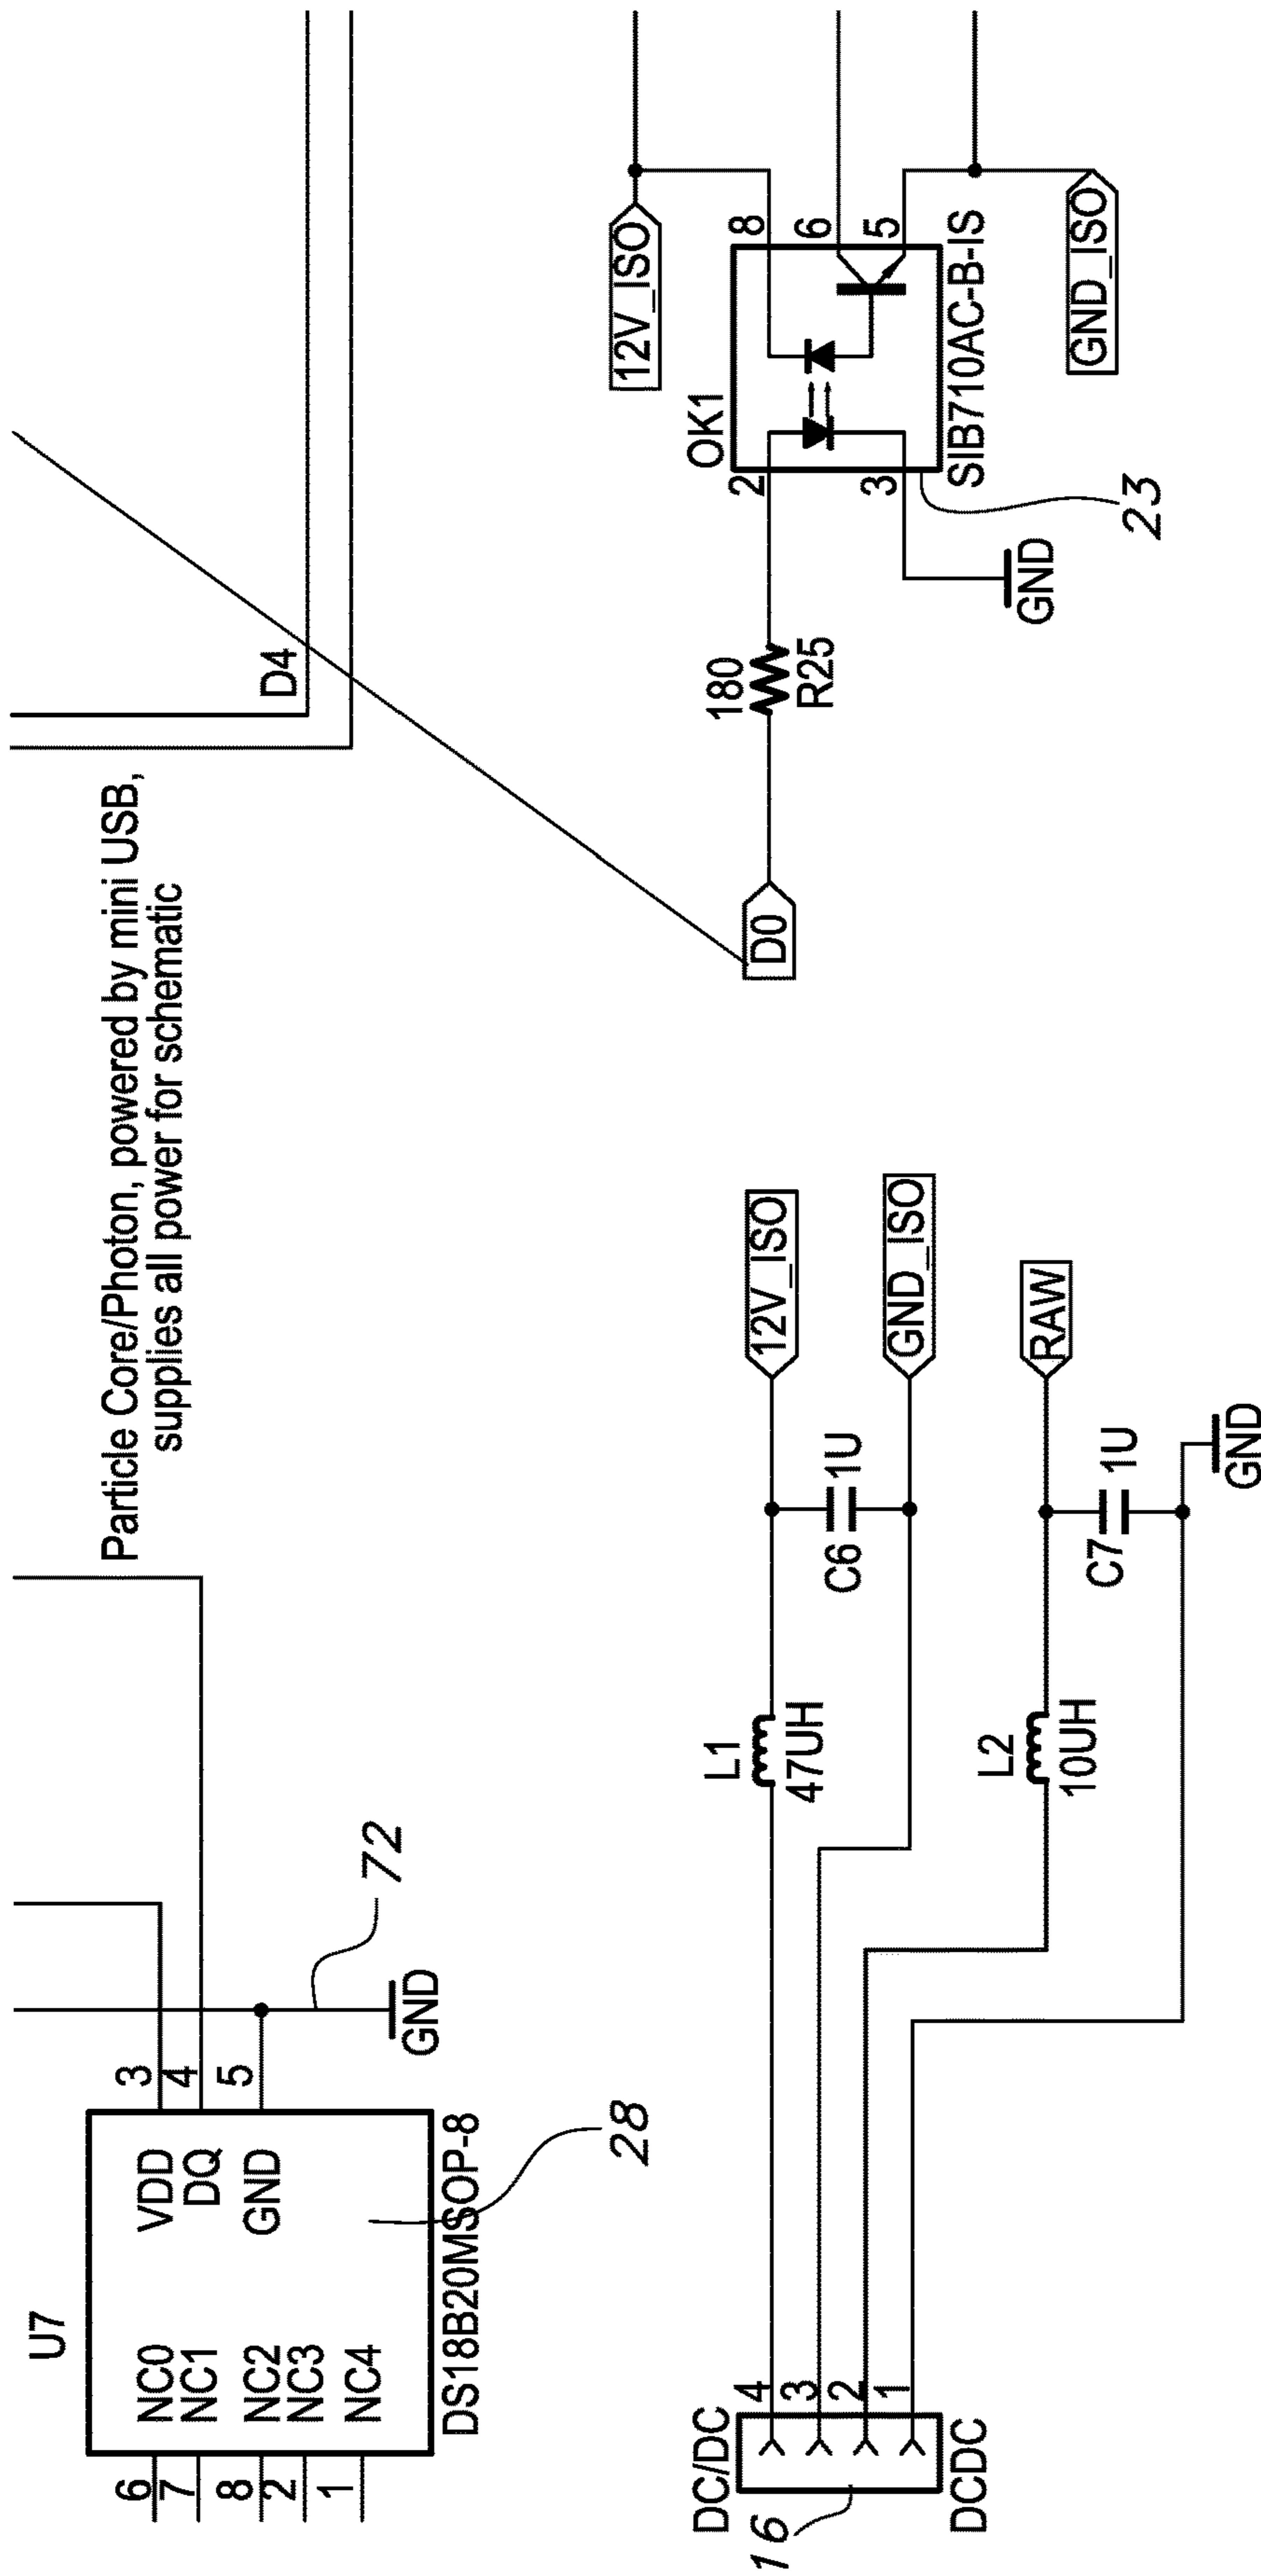 U7
NC0
NC1
NC2
NC3
NC4
VDD
DQ
GND
6
7
8
2
1
3
4
5
DS18B20MSOP-8
28
72
GND
Particle Core/Photon, powered by mini USB,
supplies all power for schematic
D4
DC/DC
4
3
2
1
DCDC
16
L1
47UH
L2
10UH
C6 1U
C7 1U
12V_ISO
GND_ISO
RAW
GND
D0
180
R25
OK1
2
3
8
6
5
SIB710AC-B-IS
23
GND
12V_ISO
GND_ISO